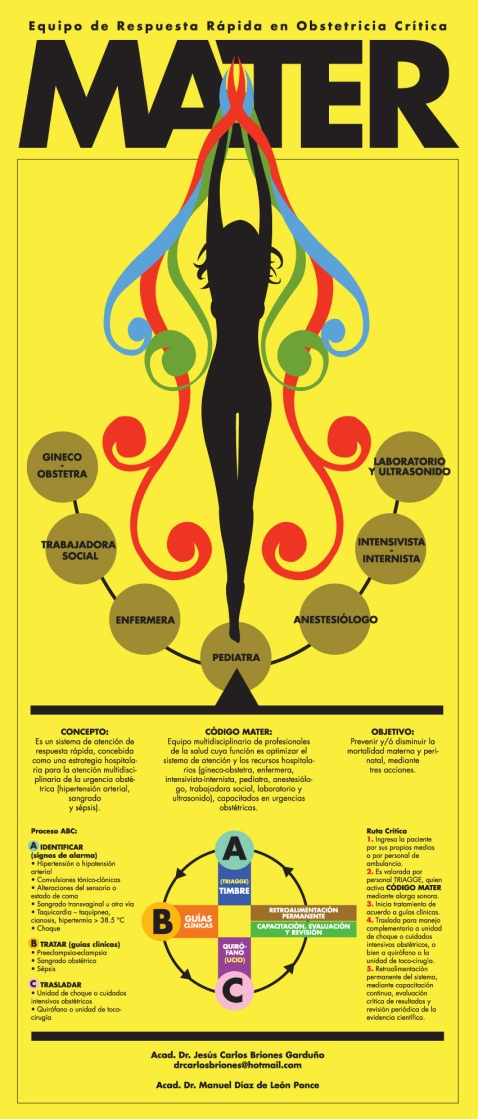 Equipo de Respuesta Rápida en Obstetricia Crítica
MATER
GINECO
-
OBSTETRA
LABORATORIO
Y ULTRASONIDO
TRABAJADORA
SOCIAL
INTENSIVISTA
-
INTERNISTA
ENFERMERA
ANESTESIÓLOGO
PEDIATRA
CONCEPTO:
Es un sistema de atención de
respuesta rápida, concebida
como una estrategia hospitala-
ria para la atención multidisci-
plinaria de la urgencia obsté-
trica (hipertensión arterial,
sangrado
y sépsis).
CÓDIGO MATER:
Equipo multidisciplinario de profesionales
de la salud cuya función es optimizar el
sistema de atención y los recursos hospitala-
rios (gineco-obstetra, enfermera,
intensivista-internista, pediatra, anestesiólo-
go, trabajadora social, laboratorio y
ultrasonido), capacitados en urgencias
obstétricas.
OBJETIVO:
Prevenir y/ó disminuir la
mortalidad materna y peri-
natal, mediante
tres acciones.
Proceso ABC:
A IDENTIFICAR
(signos de alarma)
• Hipertensión o hipotensión
arterial
• Convulsiones tónico-clónicas
• Alteraciones del sensorio o
estado de coma
• Sangrado transvaginal u otra vía
• Taquicardia – taquipnea,
cianosis, hipertermia > 38.5 °C
• Choque
B TRATAR (guías clínicas)
• Preeclampsia-eclampsia
• Sangrado obstétrico
• Sépsis
C TRASLADAR
• Unidad de choque o cuidados
intensivos obstétricos
• Quirófano o unidad de toco-
cirugía
A
(TRIAGGE)
TIMBRE
B
GUÍAS
CLÍNICAS
RETROALIMENTACIÓN
PERMANENTE
CAPACITACIÓN, EVALUACIÓN
Y REVISIÓN
QUIRÓ-
FANO
(UCIO)
C
Ruta Crítica
1. Ingresa la paciente
por sus propios medios
o por personal de
ambulancia.
2. Es valorada por
personal TRIAGGE, quien
activa CÓDIGO MATER
mediante alarga sonora.
3. Inicia tratamiento de
acuerdo a guías clínicas.
4. Traslada para manejo
complementario a unidad
de choque o cuidados
intensivos obstétricos, o
bien a quirófano o la
unidad de toco-cirugía.
5. Retroalimentación
permanente del sistema,
mediante capacitación
continua, evaluación
crítica de resultados y
revisión periódica de la
evidencia científica.
Acad. Dr. Jesús Carlos Briones Garduño
drcarlosbriones@hotmail.com
Acad. Dr. Manuel Díaz de León Ponce